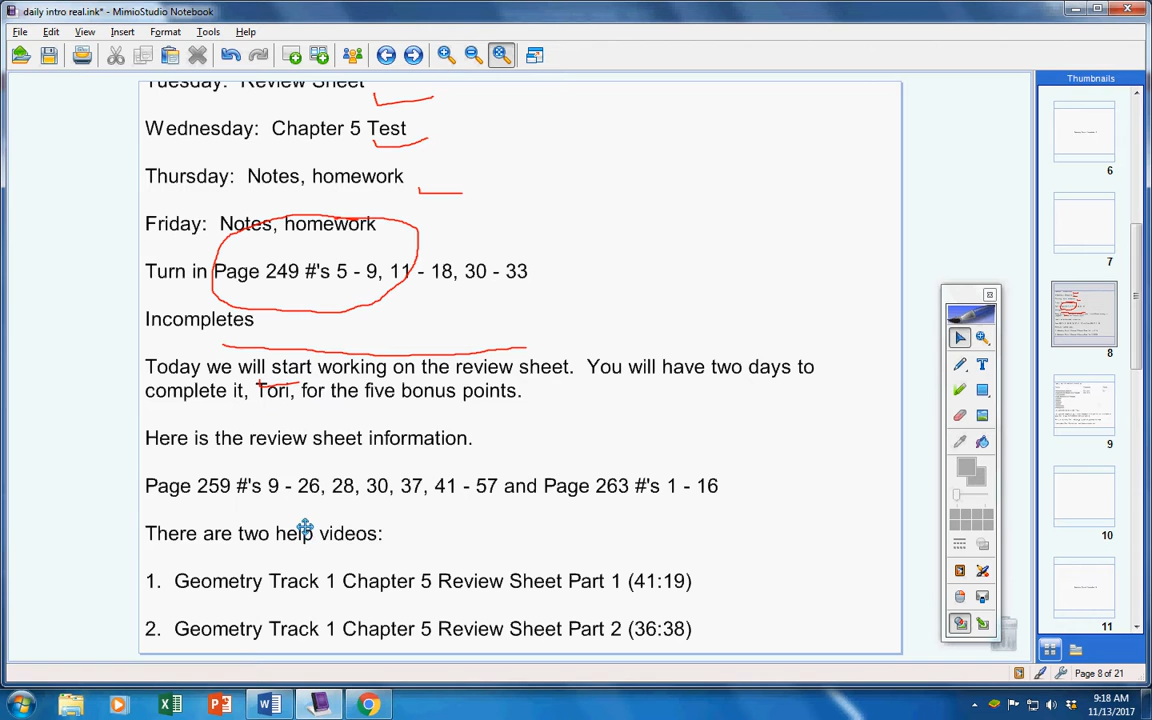 daily intro real.ink* - MimioStudio Notebook
File Edit View Insert Format Tools Help
Thumbnails
Tuesday: Review Sheet
Wednesday: Chapter 5 Test
Thursday: Notes, homework
Friday: Notes, homework
Turn in Page 249 #'s 5 - 9, 11 - 18, 30 - 33
Incompletes
Today we will start working on the review sheet. You will have two days to
complete it, Tori, for the five bonus points.
Here is the review sheet information.
Page 259 #'s 9 - 26, 28, 30, 37, 41 - 57 and Page 263 #'s 1 - 16
There are two help videos:
1. Geometry Track 1 Chapter 5 Review Sheet Part 1 (41:19)
2. Geometry Track 1 Chapter 5 Review Sheet Part 2 (36:38)
6
7
8
9
10
11
Page 8 of 21
9:18 AM
11/13/2017